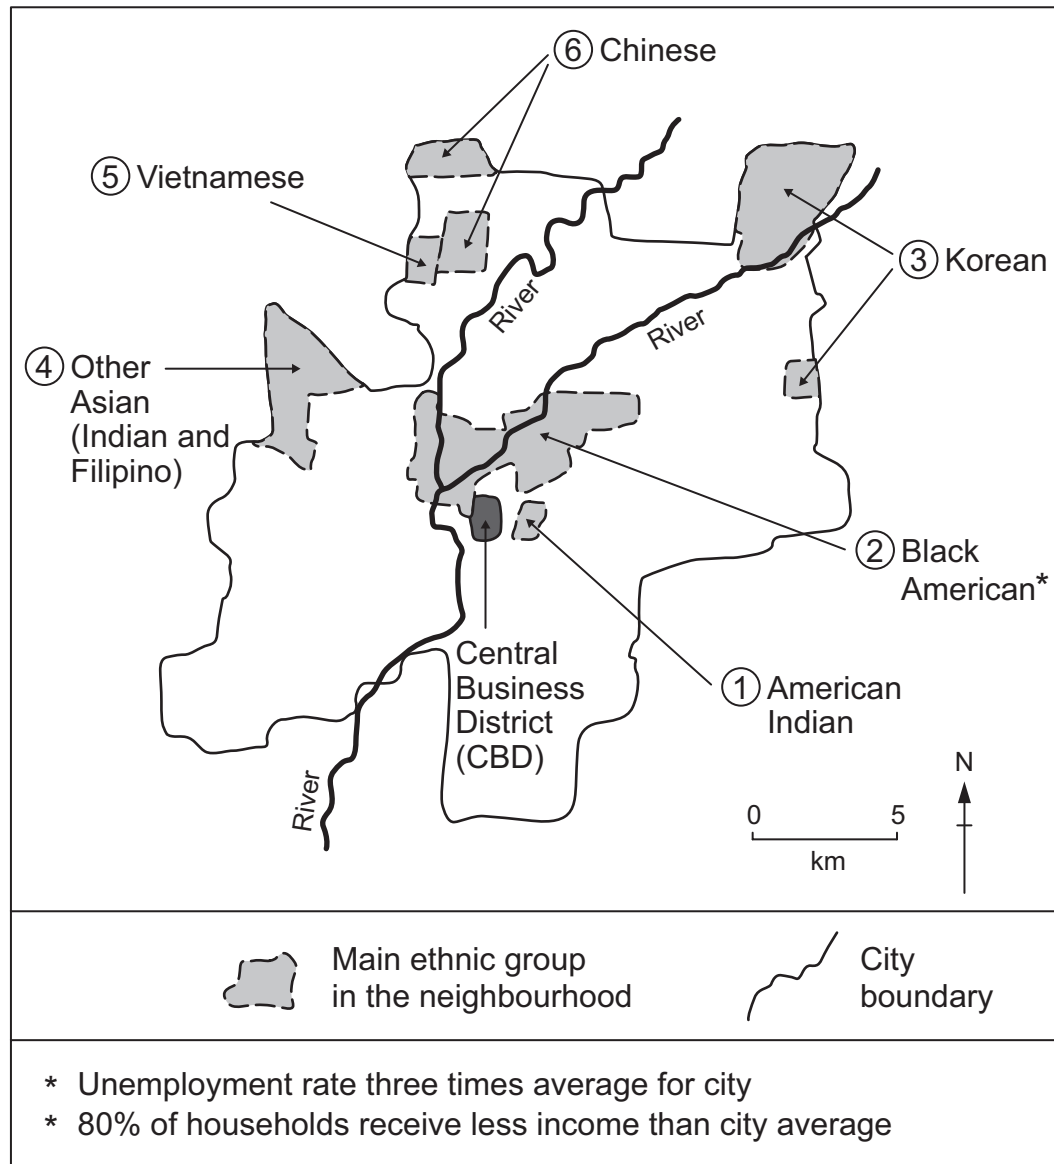 ⑥ Chinese
⑤ Vietnamese
③ Korean
River
River
④ Other
Asian
(Indian and
Filipino)
② Black
American*
① American
Indian
Central
Business
District
(CBD)
River
N
0 5
km
Main ethnic group
in the neighbourhood
City
boundary
* Unemployment rate three times average for city
* 80% of households receive less income than city average